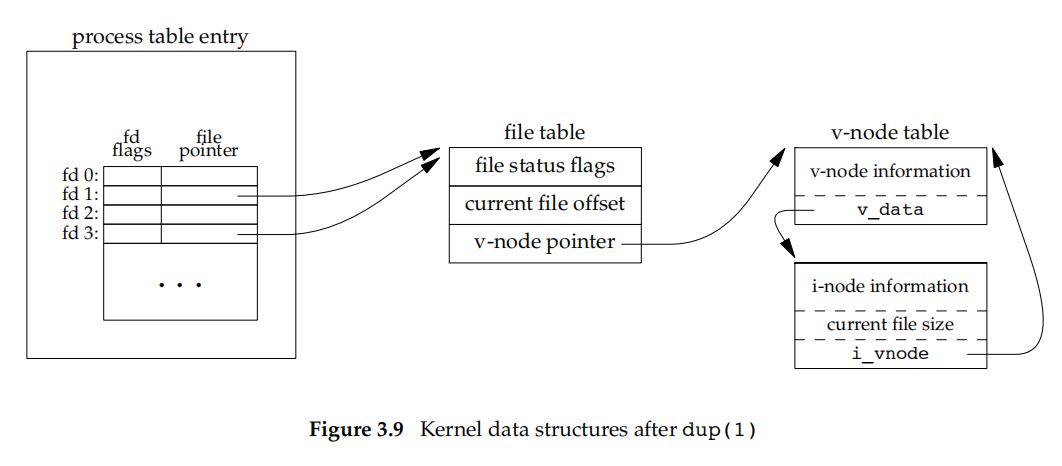 process table entry
fd
flags
file
pointer
fd 0:
fd 1:
fd 2:
fd 3:
. . .
file table
file status flags
current file offset
v-node pointer
v-node table
v-node information
v_data
i-node information
current file size
i_vnode
Figure 3.9 Kernel data structures after dup(1)